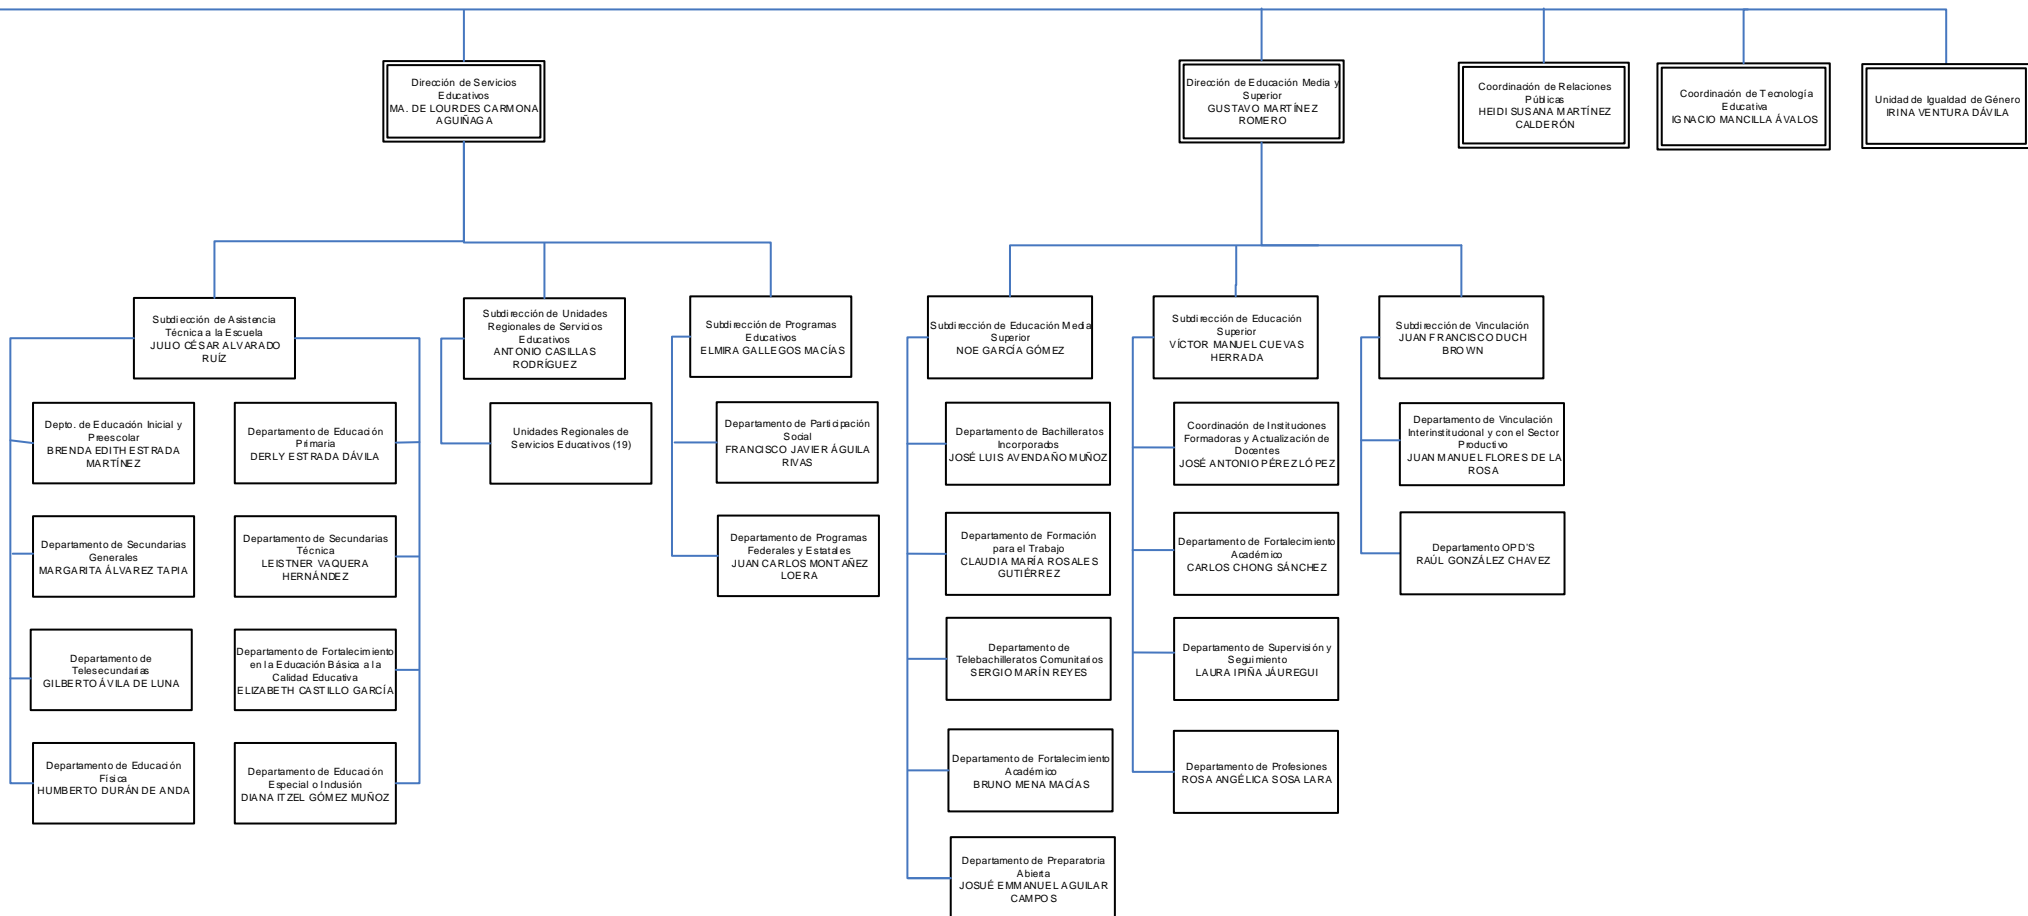 Dirección de Servicios
Educativos
MA. DE LOURDES CARMONA
AGUIÑAGA
Dirección de Educación Media y
Superior
GUSTAVO MARTÍNEZ
ROMERO
Coordinación de Relaciones
Públicas
HEIDI SUSANA MARTÍNEZ
CALDERÓN
Coordinación de Tecnología
Educativa
IGNACIO MANCILLA ÁVALOS
Unidad de Igualdad de Género
IRINA VENTURA DÁVILA
Subdiección de Asistencia
Técnica a la Escuela
JULIO CÉSAR ALVARADO
RUÍZ
Subdirección de Unidades
Regionales de Servicios
Educativos
ANTONIO CASILLAS
RODRÍGUEZ
Subdirección de Programas
Educativos
ELMIRA GALLEGOS MACÍAS
Subdirección de Educación Media
Superior
NOE GARCÍA GÓMEZ
Subdirección de Educación
Superior
VÍCTOR MANUEL CUEVAS
HERRADA
Subdirección de Vinculación
JUAN FRANCISCO DUCH
BROWN
Depto. de Educación Inicial y
Preescolar
BRENDA EDITH ESTRADA
MARTÍNEZ
Departamento de Educación
Primaria
DERLY ESTRADA DÁVILA
Unidades Regionales de
Servicios Educativos (19)
Departamento de Participación
Social
FRANCISCO JAVIER ÁGUILA
RIVAS
Departamento de Bachilleratos
Incorporados
JOSÉ LUIS AVENDAÑO MUÑOZ
Coordinación de Instituciones
Formadoras y Actualización de
Docentes
JOSÉ ANTONIO PÉREZ LÓPEZ
Departamento de Vinculación
Interinstitucional y con el Sector
Productivo
JUAN MANUEL FLORES DE LA
ROSA
Departamento de Secundarias
Generales
MARGARITA ÁLVAREZ TAPIA
Departamento de Secundarias
Técnica
LEISTNER VAQUERA
HERNÁNDEZ
Departamento de Programas
Federales y Estatales
JUAN CARLOS MONTAÑEZ
LOERA
Departamento de Formación
para el Trabajo
CLAUDIA MARÍA ROSALES
GUTIÉRREZ
Departamento de Fortalecimiento
Académico
CARLOS CHONG SÁNCHEZ
Departamento OPD'S
RAÚL GONZÁLEZ CHAVEZ
Departamento de
Telesecundarias
GILBERTO ÁVILA DE LUNA
Departamento de Fortalecimiento
en la Educación Básica a la
Calidad Educativa
ELIZABETH CASTILLO GARCÍA
Departamento de
Telebachilleratos Comunitarios
SERGIO MARÍN REYES
Departamento de Supervisión y
Seguimiento
LAURA IPIÑA JÁUREGUI
Departamento de Educación
Física
HUMBERTO DURÁN DE ANDA
Departamento de Educación
Especial o Inclusión
DIANA ITZEL GÓMEZ MUÑOZ
Departamento de Fortalecimiento
Académico
BRUNO MENA MACÍAS
Departamento de Profesiones
ROSA ANGÉLICA SOSA LARA
Departamento de Preparatoria
Abierta
JOSUÉ EMMANUEL AGUILAR
CAMPOS